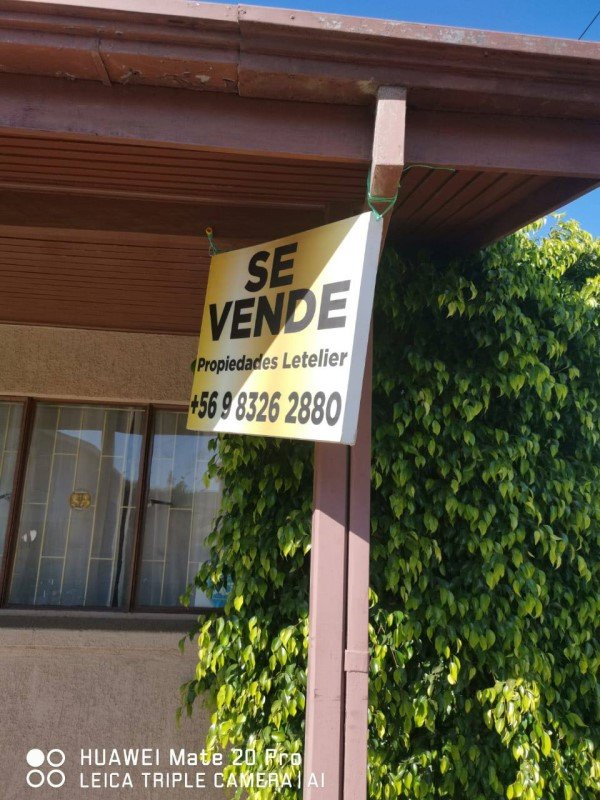 SE
VENDE
Propiedades Letelier
+56 9 8326 2880
HUAWEI Mate 20 Pro
LEICA TRIPLE CAMERA | AI